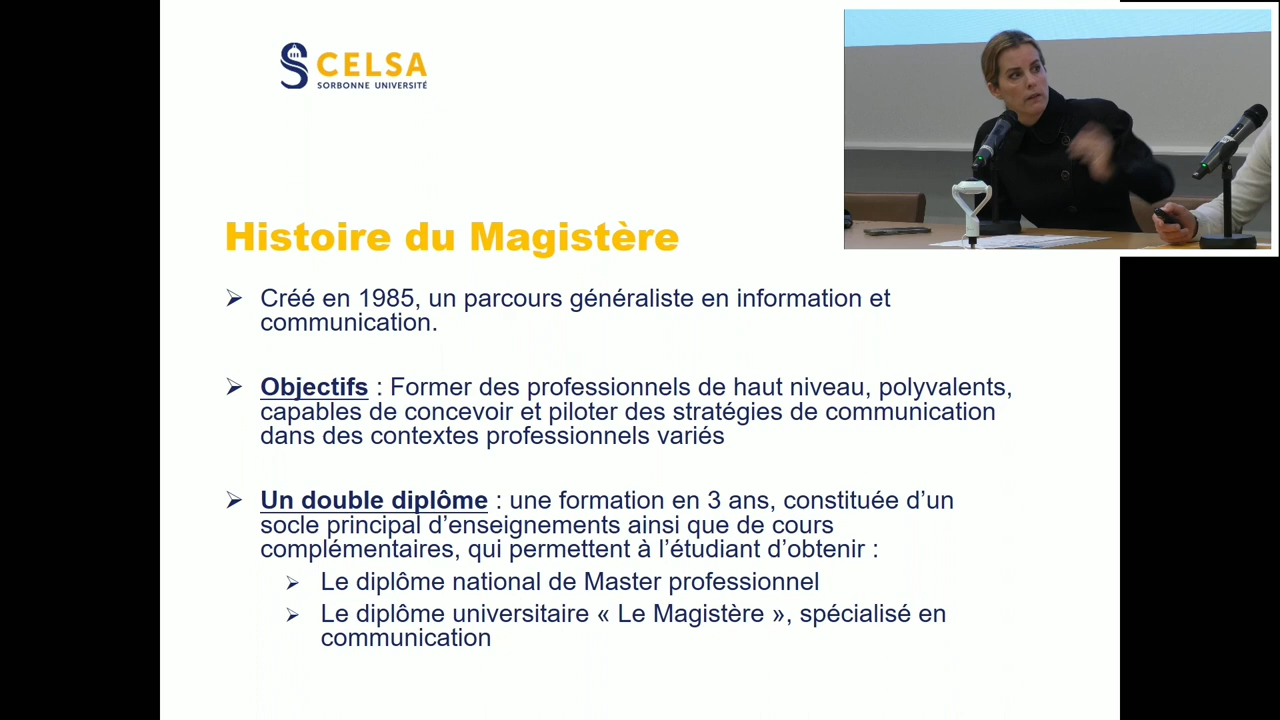 CELSA
SORBONNE UNIVERSITÉ
Histoire du Magistère
Créé en 1985, un parcours généraliste en information et
communication.
Objectifs : Former des professionnels de haut niveau, polyvalents,
capables de concevoir et piloter des stratégies de communication
dans des contextes professionnels variés
Un double diplôme : une formation en 3 ans, constituée d’un
socle principal d’enseignements ainsi que de cours
complémentaires, qui permettent à l’étudiant d’obtenir :
Le diplôme national de Master professionnel
Le diplôme universitaire « Le Magistère », spécialisé en
communication